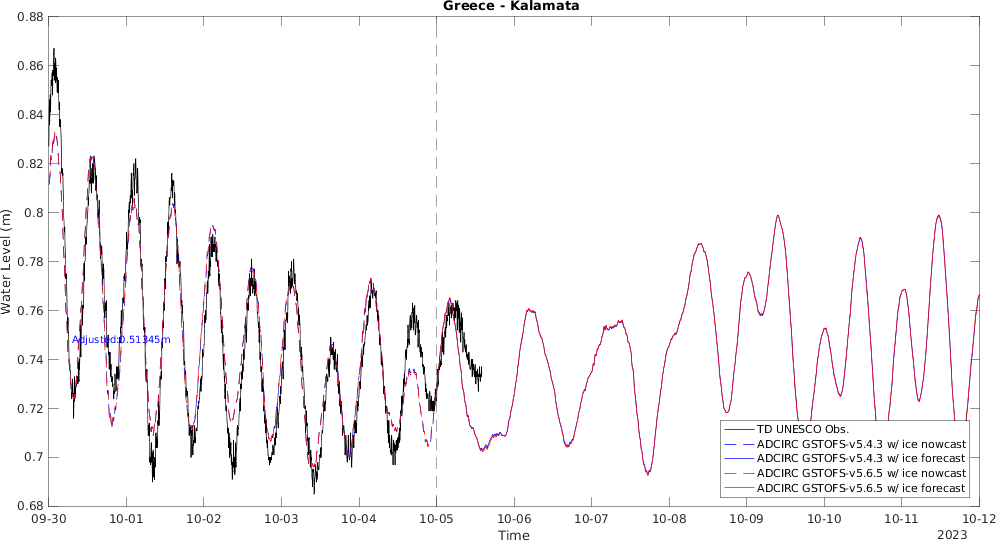 Greece - Kalamata
Water Level (m)
0.88
0.86
0.84
0.82
0.8
0.78
0.76
0.74
0.72
0.7
0.68
Adjusted:0.51345m
TD UNESCO Obs.
ADCIRC GSTOFS-v5.4.3 w/ ice nowcast
ADCIRC GSTOFS-v5.4.3 w/ ice forecast
ADCIRC GSTOFS-v5.6.5 w/ ice nowcast
ADCIRC GSTOFS-v5.6.5 w/ ice forecast
09-30 10-01 10-02 10-03 10-04 10-05 10-06 10-07 10-08 10-09 10-10 10-11 10-12
Time
2023